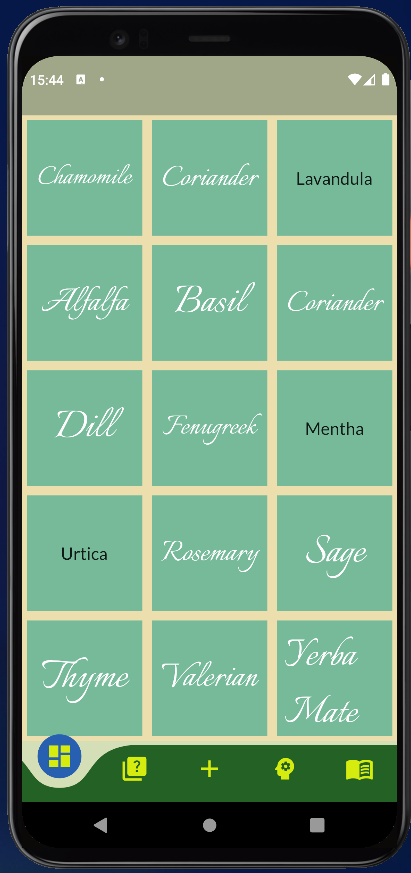 15:44 A
Chamomile Coriander Lavandula
Alfalfa Basil Coriander
Dill Fenugreek Mentha
Urtica Rosemary Sage
Thyme Valerian Yerba
Mate
?